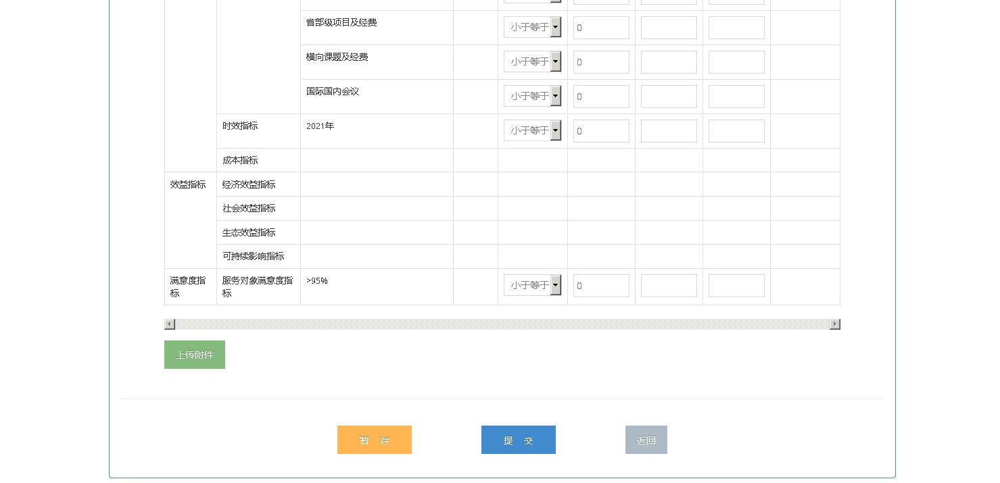 省部级项目及经费 小于等于 0
横向课题及经费 小于等于 0
国际国内会议 小于等于 0
时效指标 2021年 小于等于 0
成本指标
效益指标 经济效益指标
社会效益指标
生态效益指标
可持续影响指标
满意度指 服务对象满意度指 >95% 小于等于 0
标 标
上传附件
暂 存 提 交 返回